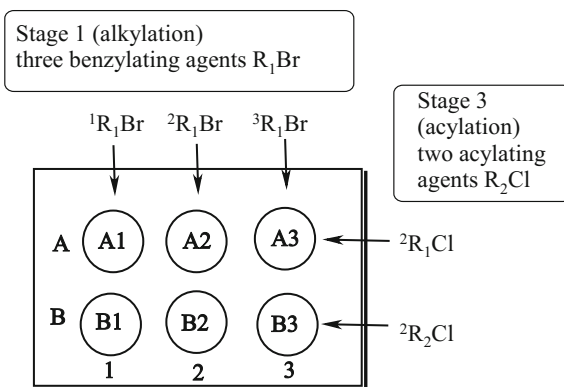 Stage 1 (alkylation)
three benzylating agents R₁Br
Stage 3
(acylation)
two acylating
agents R₂Cl
¹R₁Br ²R₁Br ³R₁Br
A A1 A2 A3 ²R₁Cl
B B1 B2 B3 ²R₂Cl
1 2 3